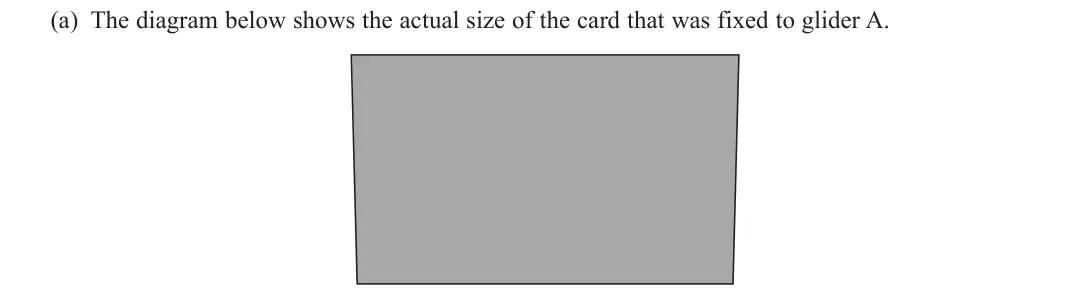 (a) The diagram below shows the actual size of the card that was fixed to glider A.